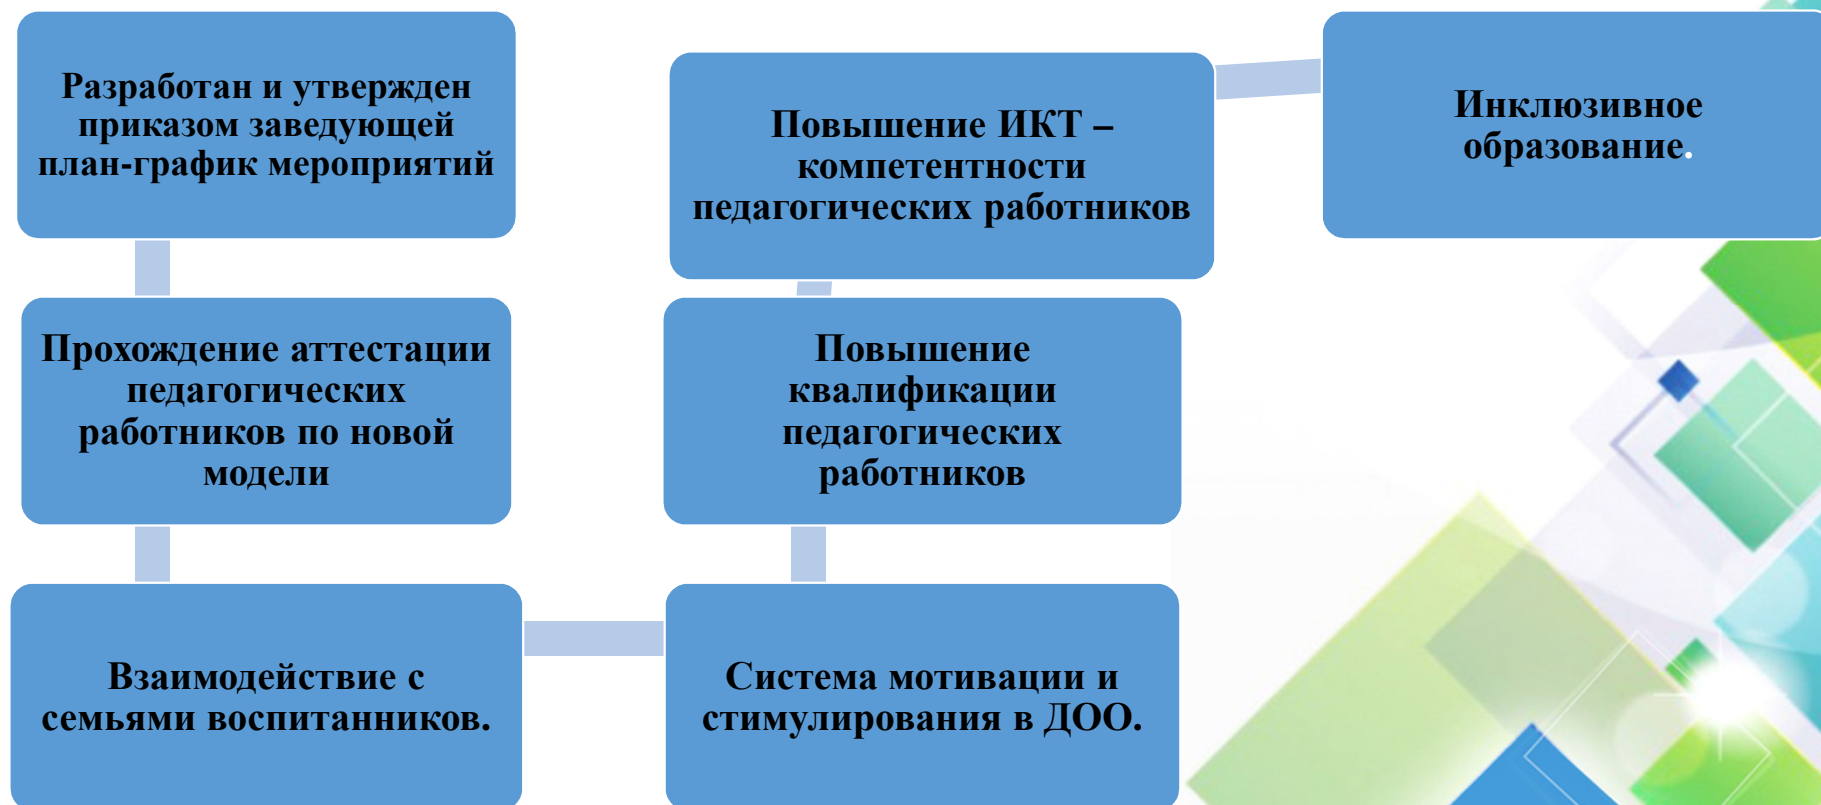 Разработан и утвержден
приказом заведующей
план-график мероприятий
Прохождение аттестации
педагогических
работников по новой
модели
Взаимодействие с
семьями воспитанников.
Система мотивации и
стимулирования в ДОО.
Повышение
квалификации
педагогических
работников
Повышение ИКТ –
компетентности
педагогических работников
Инклюзивное
образование.